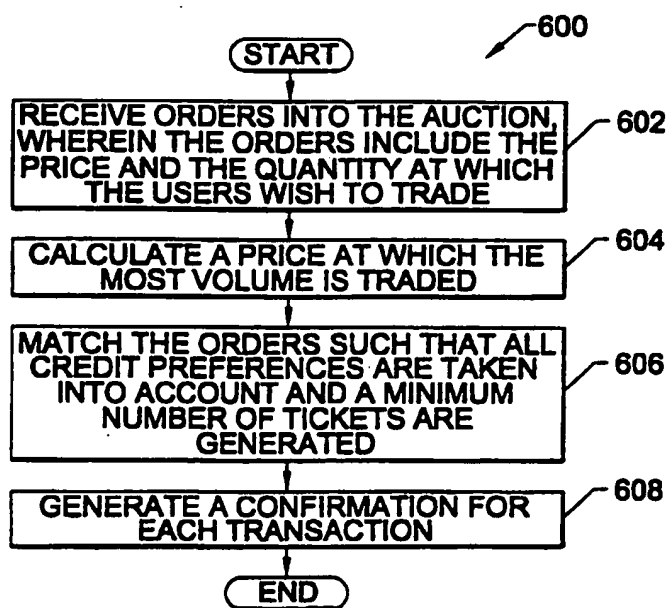 600
START
RECEIVE ORDERS INTO THE AUCTION,
WHEREIN THE ORDERS INCLUDE THE
PRICE AND THE QUANTITY AT WHICH
THE USERS WISH TO TRADE
602
CALCULATE A PRICE AT WHICH THE
MOST VOLUME IS TRADED
604
MATCH THE ORDERS SUCH THAT ALL
CREDIT PREFERENCES ARE TAKEN
INTO ACCOUNT AND A MINIMUM
NUMBER OF TICKETS ARE
GENERATED
606
GENERATE A CONFIRMATION FOR
EACH TRANSACTION
608
END